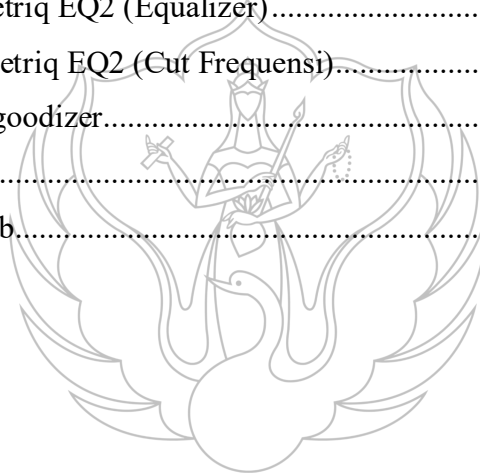 etriq EQ2 (Equalizer)..............................
etriq EQ2 (Cut Frequensi)....................
goodizer..................................................
..............................................................
b.............................................................